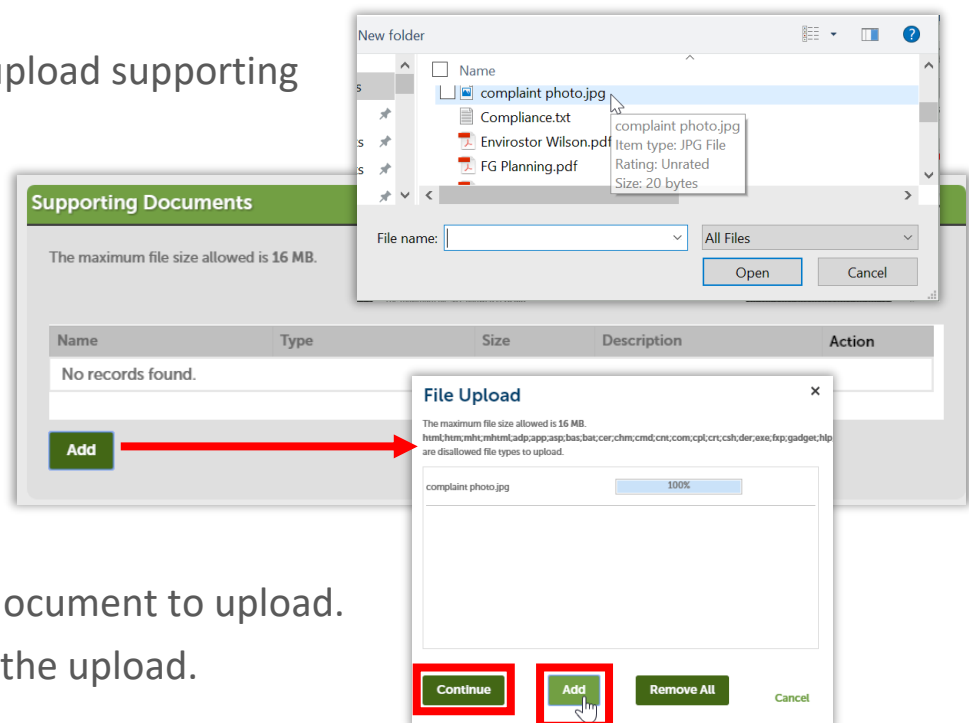 upload supporting
New folder
Name
complaint photo.jpg
Compliance.txt
Envirostor Wilson.pdf
FG Planning.pdf
complaint photo.jpg
Item type: JPG File
Rating: Unrated
Size: 20 bytes
File name:
All Files
Open Cancel
Supporting Documents
The maximum file size allowed is 16 MB.
Name Type Size Description Action
No records found.
Add
File Upload
The maximum file size allowed is 16 MB.
html;htm;mht;mhtml;adp;app;asp;bas;bat;cer;chm;cmd;cnt;com;cpl;crt;csh;der;exe;fxp;gadget;hlp
are disallowed file types to upload.
complaint photo.jpg 100%
Continue Add Remove All Cancel
ocument to upload.
the upload.